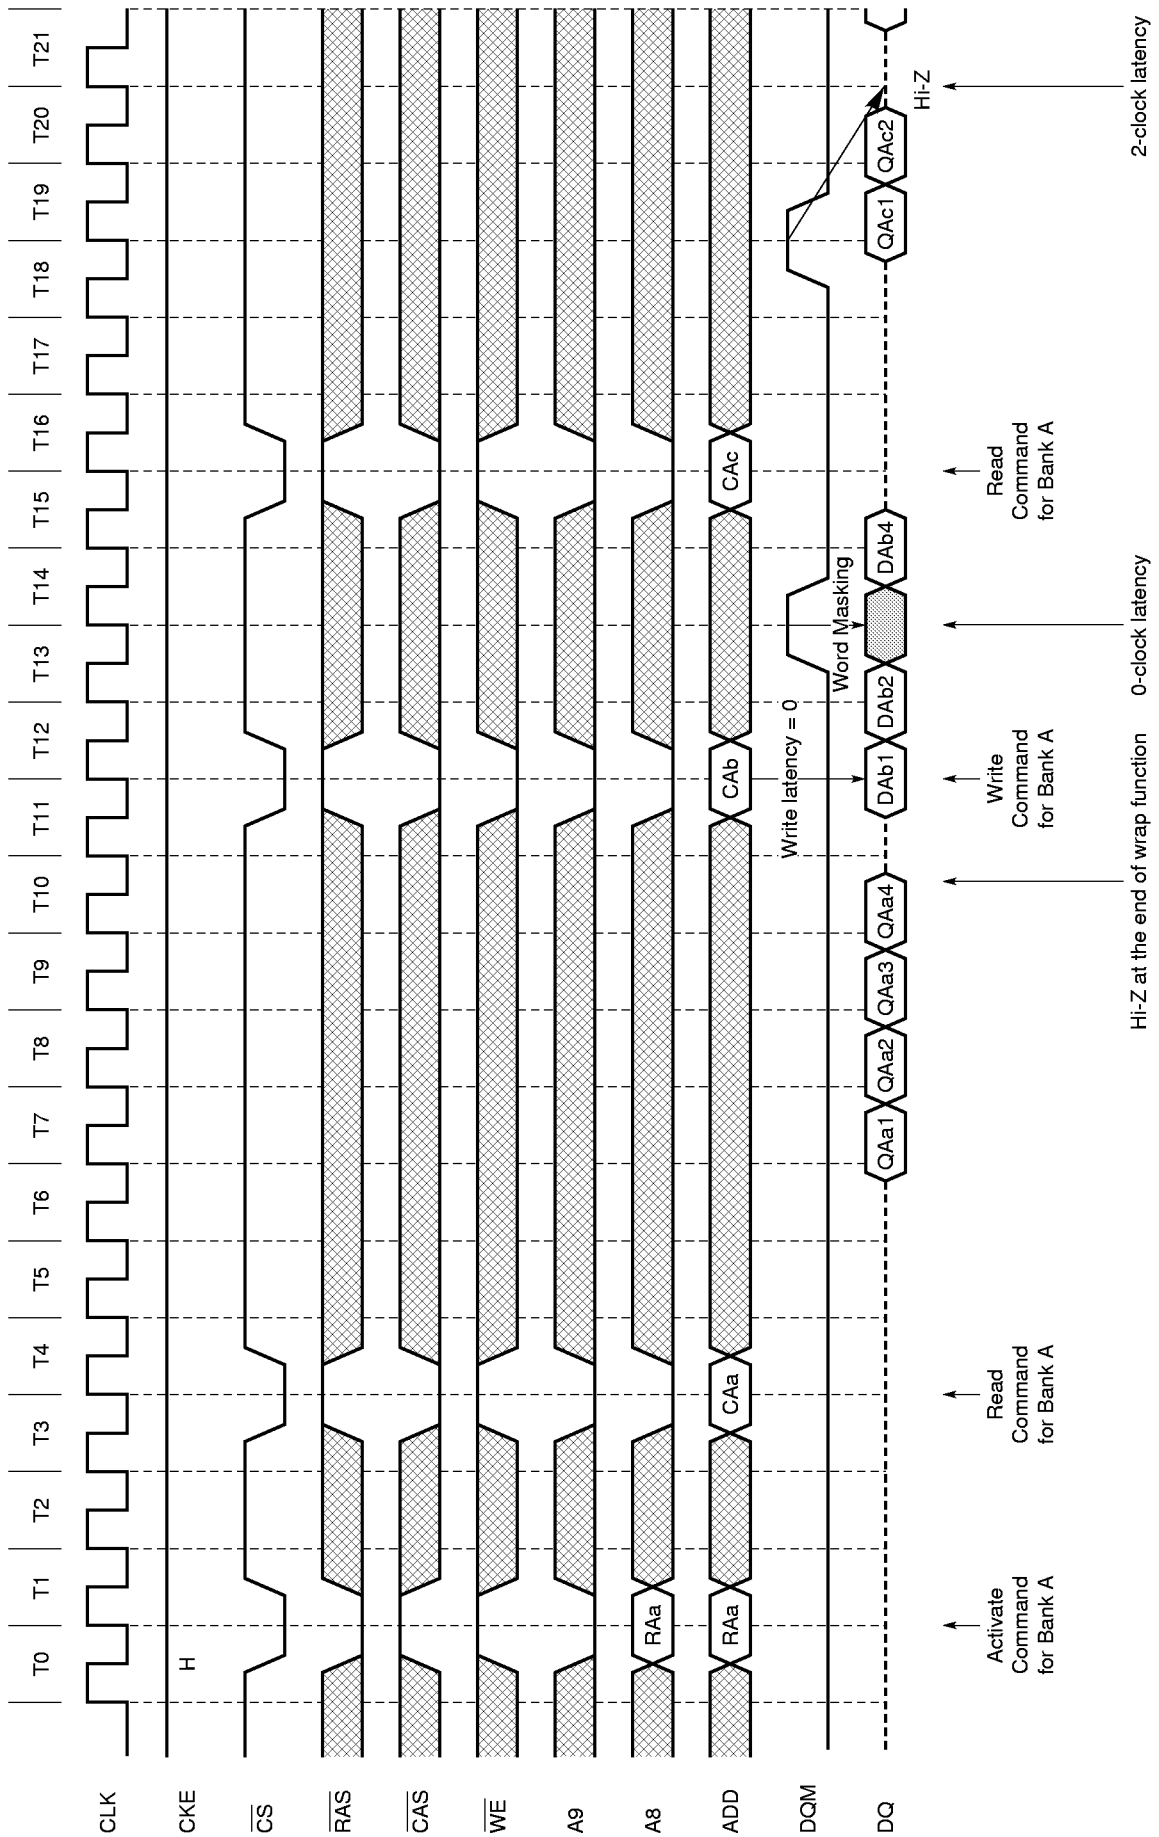 T0 T1 T2 T3 T4 T5 T6 T7 T8 T9 T10 T11 T12 T13 T14 T15 T16 T17 T18 T19 T20 T21
CLK
CKE
H
CS
RAS
CAS
WE
A9
A8
RAa
ADD
RAa CAa CAb CAc
DQM
Write latency = 0
Word Masking
DQ
QAa1 QAa2 QAa3 QAa4 DAb1 DAb2 DAb4 QAc1 QAc2
Hi-Z
Activate
Command
for Bank A
Read
Command
for Bank A
Write
Command
for Bank A
Read
Command
for Bank A
Hi-Z at the end of wrap function
0-clock latency
2-clock latency